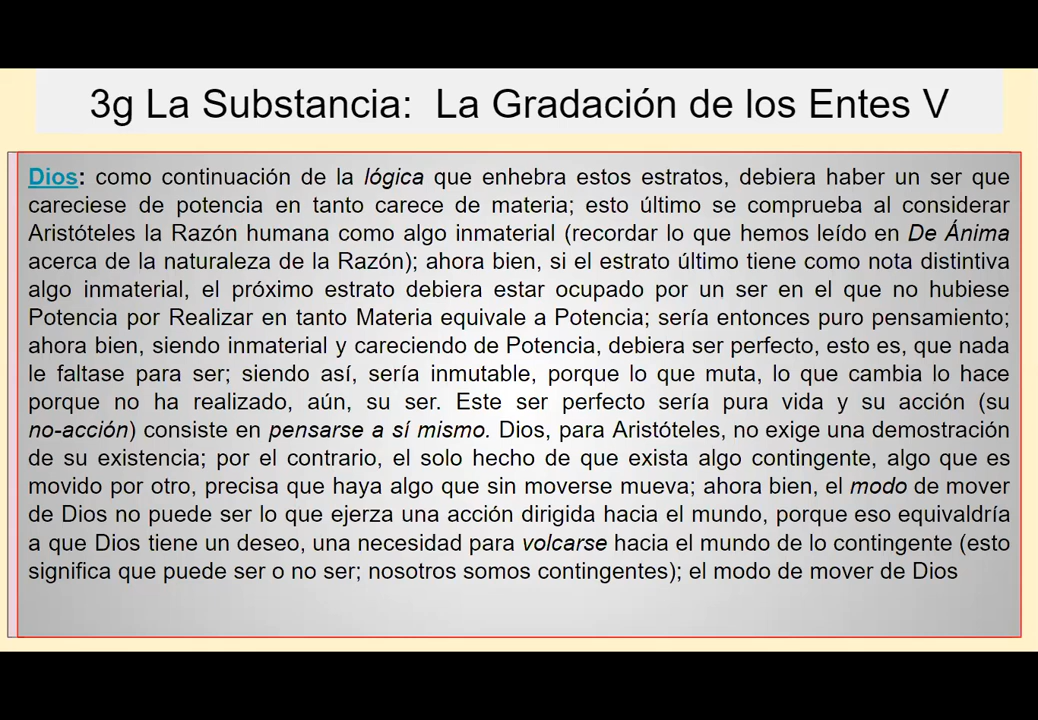 3g La Substancia: La Gradación de los Entes V
Dios: como continuación de la lógica que enhebra estos estratos, debiera haber un ser que
careciese de potencia en tanto carece de materia; esto último se comprueba al considerar
Aristóteles la Razón humana como algo inmaterial (recordar lo que hemos leído en De Ánima
acerca de la naturaleza de la Razón); ahora bien, si el estrato último tiene como nota distintiva
algo inmaterial, el próximo estrato debiera estar ocupado por un ser en el que no hubiese
Potencia por Realizar en tanto Materia equivale a Potencia; sería entonces puro pensamiento;
ahora bien, siendo inmaterial y careciendo de Potencia, debiera ser perfecto, esto es, que nada
le faltase para ser; siendo así, sería inmutable, porque lo que muta, lo que cambia lo hace
porque no ha realizado, aún, su ser. Este ser perfecto sería pura vida y su acción (su
no-acción) consiste en pensarse a sí mismo. Dios, para Aristóteles, no exige una demostración
de su existencia; por el contrario, el solo hecho de que exista algo contingente, algo que es
movido por otro, precisa que haya algo que sin moverse mueva; ahora bien, el modo de mover
de Dios no puede ser lo que ejerza una acción dirigida hacia el mundo, porque eso equivaldría
a que Dios tiene un deseo, una necesidad para volcarse hacia el mundo de lo contingente (esto
significa que puede ser o no ser; nosotros somos contingentes); el modo de mover de Dios